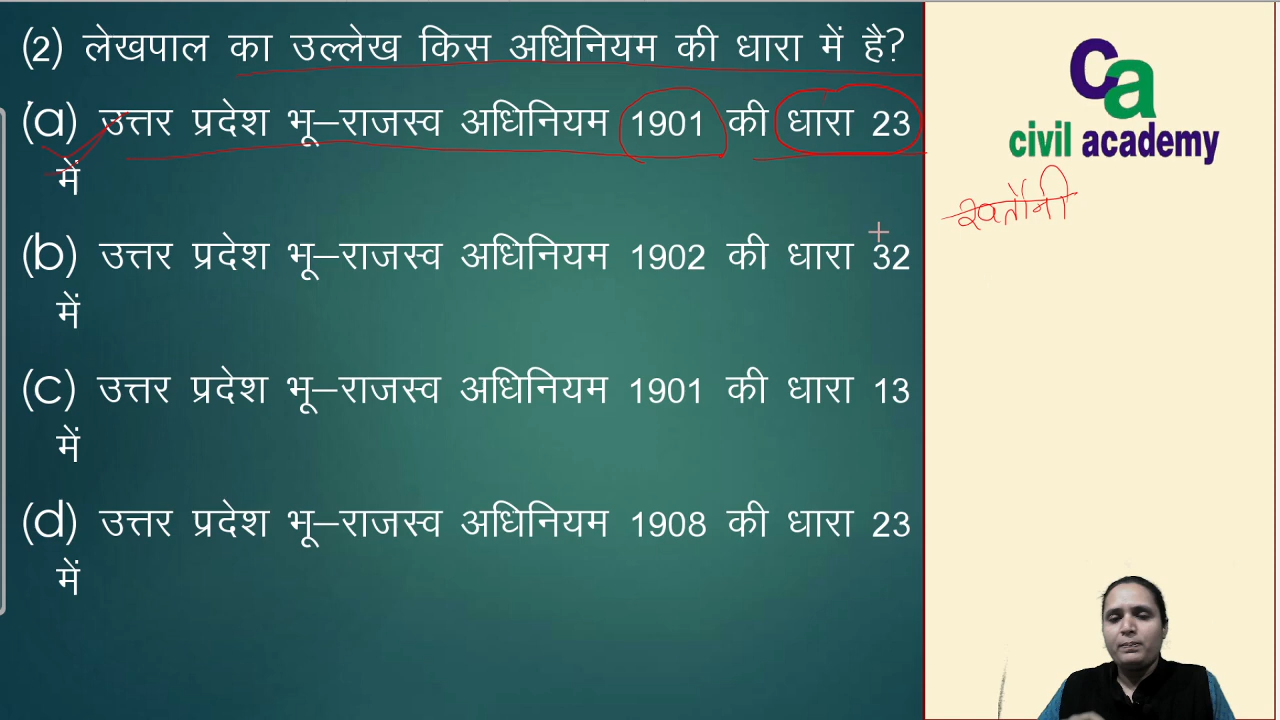 (2) लेखपाल का उल्लेख किस अधिनियम की धारा में है?
(a) उत्तर प्रदेश भू–राजस्व अधिनियम 1901 की धारा 23
में
(b) उत्तर प्रदेश भू–राजस्व अधिनियम 1902 की धारा 32
में
(c) उत्तर प्रदेश भू–राजस्व अधिनियम 1901 की धारा 13
में
(d) उत्तर प्रदेश भू–राजस्व अधिनियम 1908 की धारा 23
में
ca
civil academy
खतौनी